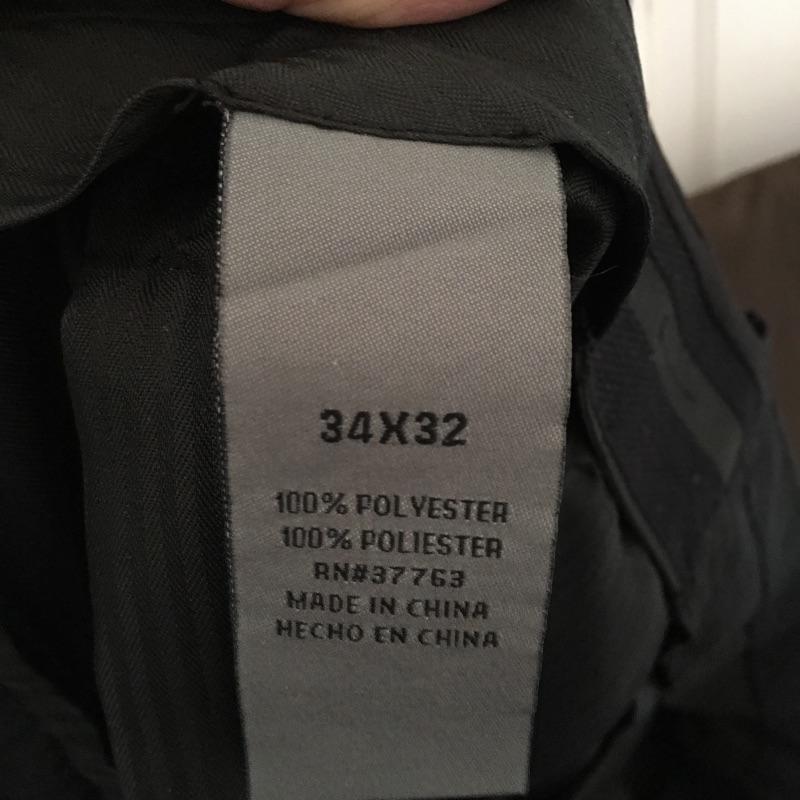 34X32
100% POLYESTER
100% POLIESTER
RN#37763
MADE IN CHINA
HECHO EN CHINA